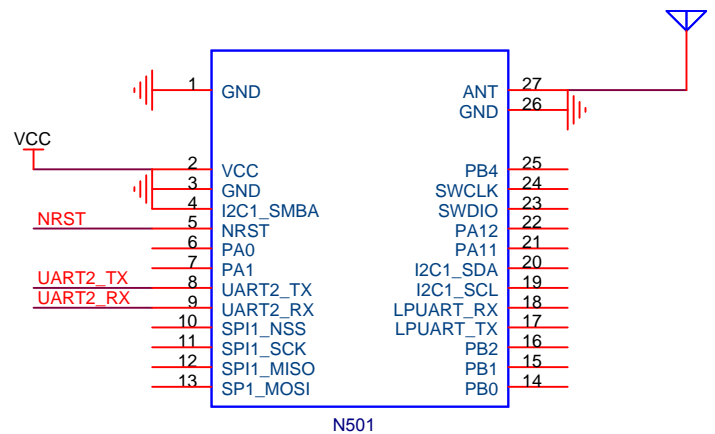 1 GND ANT 27
GND 26
VCC
2 VCC PB4 25
3 GND SWCLK 24
4 I2C1_SMBA SWDIO 23
NRST 5 NRST PA12 22
6 PA0 PA11 21
7 PA1 I2C1_SDA 20
UART2_TX 8 UART2_TX I2C1_SCL 19
UART2_RX 9 UART2_RX LPUART_RX 18
10 SPI1_NSS LPUART_TX 17
11 SPI1_SCK PB2 16
12 SPI1_MISO PB1 15
13 SP1_MOSI PB0 14
N501